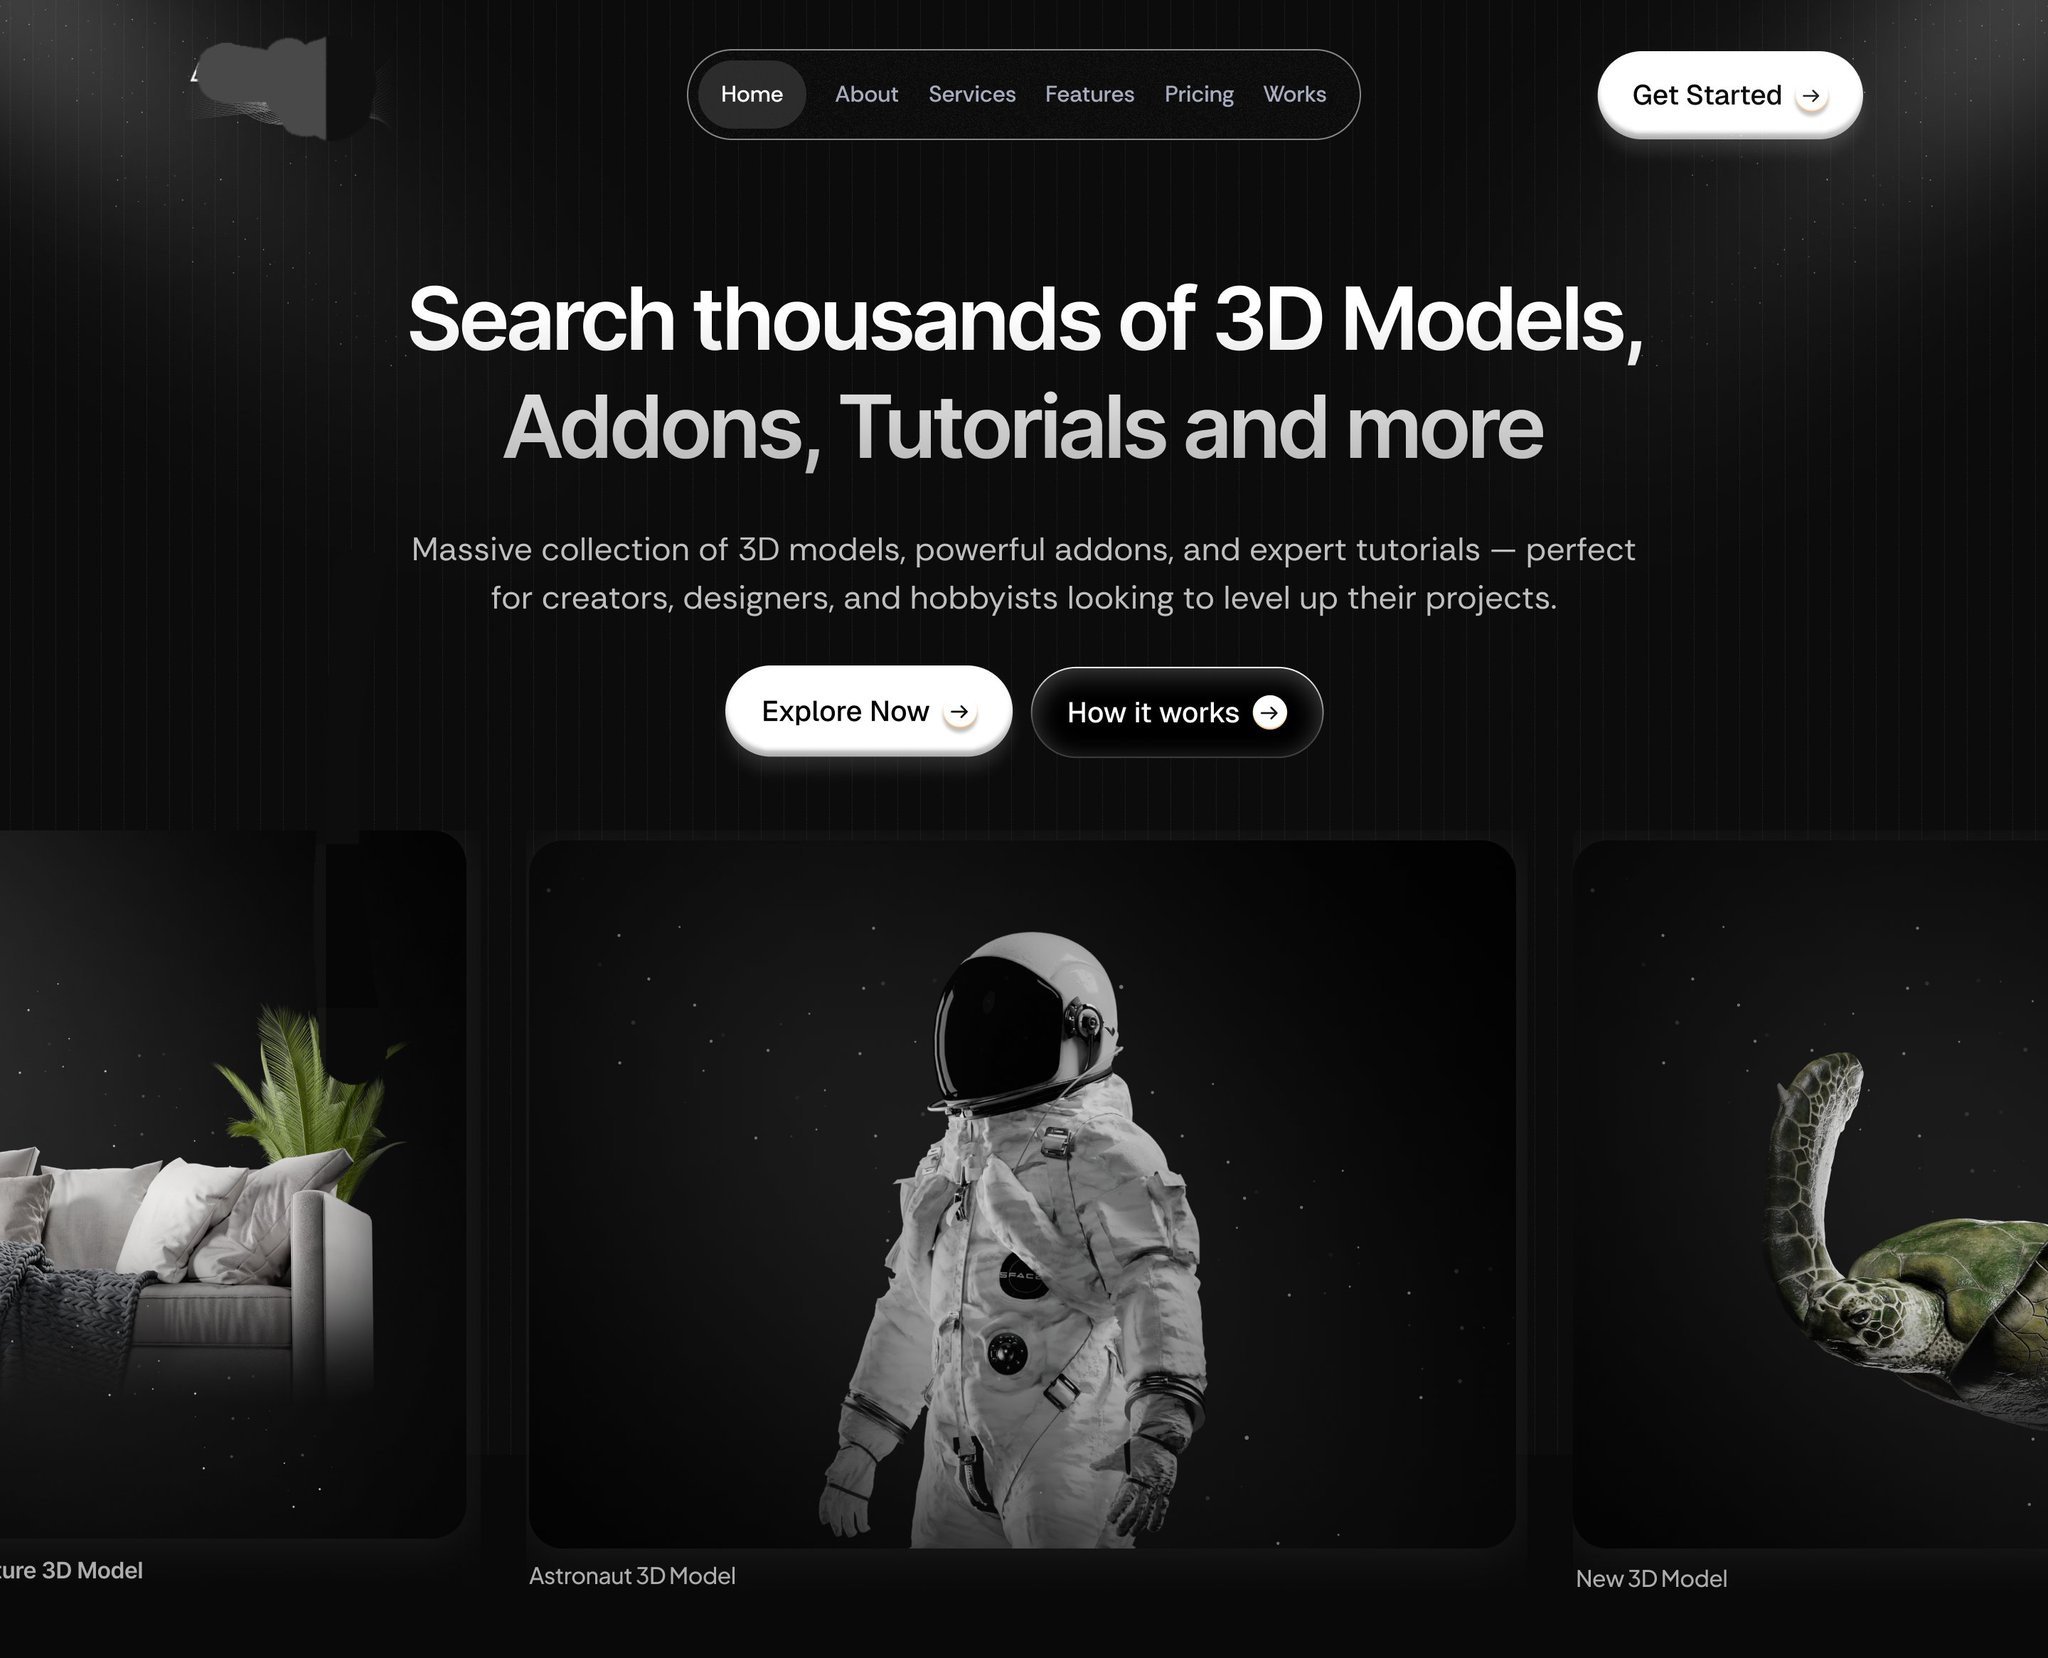 Home
About
Services
Features
Pricing
Works
Get Started
Search thousands of 3D Models,
Addons, Tutorials and more
Massive collection of 3D models, powerful addons, and expert tutorials — perfect
for creators, designers, and hobbyists looking to level up their projects.
Explore Now
How it works
SPACE
3D Model
Astronaut 3D Model
New 3D Model